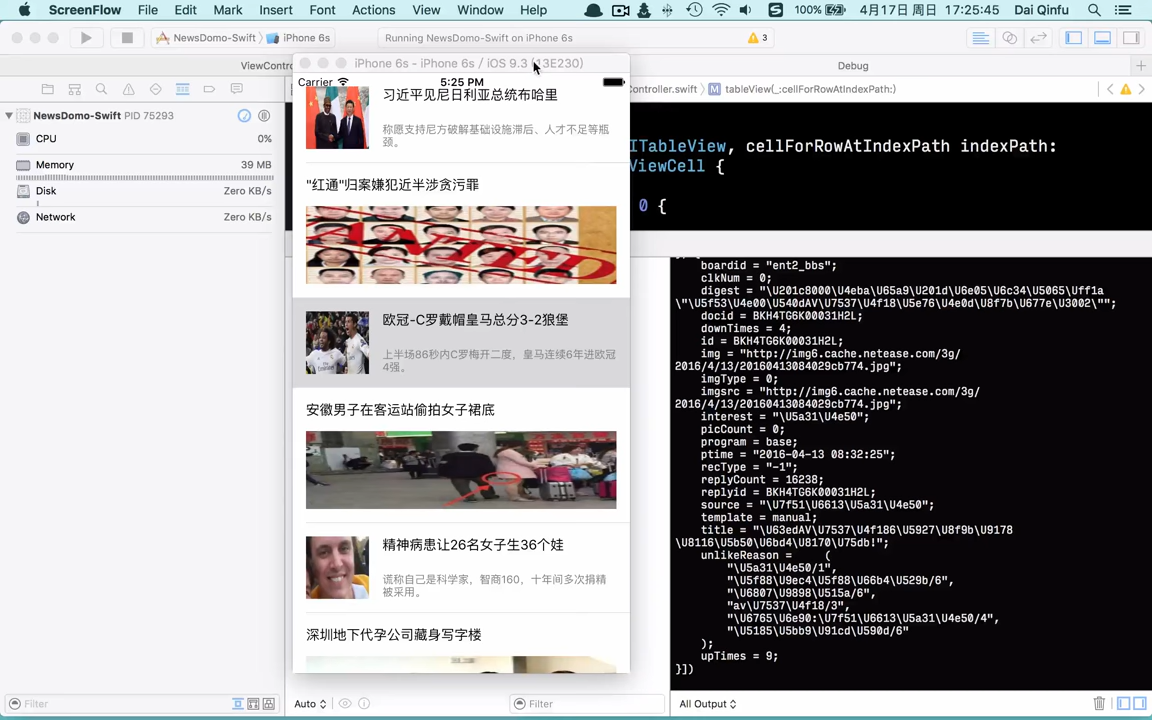 ScreenFlow File Edit Mark Insert Font Actions View Window Help 100% 4月17日 周日 17:25:45 Dai Qinfu
NewsDomo-Swift iPhone 6s Running NewsDomo-Swift on iPhone 6s 3
ViewContro Debug
iPhone 6s - iPhone 6s / iOS 9.3 (13E230)
Carrier 5:25 PM
ontroller.swift M tableView(_:cellForRowAtIndexPath:)
NewsDomo-Swift PID 75293
CPU 0%
Memory 39 MB
Disk Zero KB/s
Network Zero KB/s
习近平见尼日利亚总统布哈里
称愿支持尼方破解基础设施滞后、人才不足等瓶
颈。
"红通"归案嫌犯近半涉贪污罪
欧冠-C罗戴帽皇马总分3-2狼堡
上半场86秒内C罗梅开二度，皇马连续6年进欧冠
4强。
安徽男子在客运站偷拍女子裙底
精神病患让26名女子生36个娃
谎称自己是科学家，智商160，十年间多次捐精
被采用。
深圳地下代孕公司藏身写字楼
ITableView, cellForRowAtIndexPath indexPath:
ViewCell {
0 {
boardid = "ent2_bbs";
clkNum = 0;
digest = "\U201c8000\U4eba\U65a9\U201d\U6e05\U6c34\U5065\Uff1a
\"\U5f53\U4e00\U540dAV\U7537\U4f18\U5e76\U4e0d\U8f7b\U677e\U3002\"";
docid = BKH4TG6K00031H2L;
downTimes = 4;
id = BKH4TG6K00031H2L;
img = "http://img6.cache.netease.com/3g/
2016/4/13/20160413084029cb774.jpg";
imgType = 0;
imgsrc = "http://img6.cache.netease.com/3g/
2016/4/13/20160413084029cb774.jpg";
interest = "\U5a31\U4e50";
picCount = 0;
program = base;
ptime = "2016-04-13 08:32:25";
recType = "-1";
replyCount = 16238;
replyid = BKH4TG6K00031H2L;
source = "\U7f51\U6613\U5a31\U4e50";
template = manual;
title = "\U63edAV\U7537\U4f186\U5927\U8f9b\U9178
\U8116\U5b50\U6bd4\U8170\U75db!";
unlikeReason = (
"\U5a31\U4e50/1",
"\U5f88\U9ec4\U5f88\U66b4\U529b/6",
"\U6807\U9898\U515a/6",
"av\U7537\U4f18/3",
"\U6765\U6e90:\U7f51\U6613\U5a31\U4e50/4",
"\U5185\U5bb9\U91cd\U590d/6"
);
upTimes = 9;
}])
Filter Auto Filter All Output